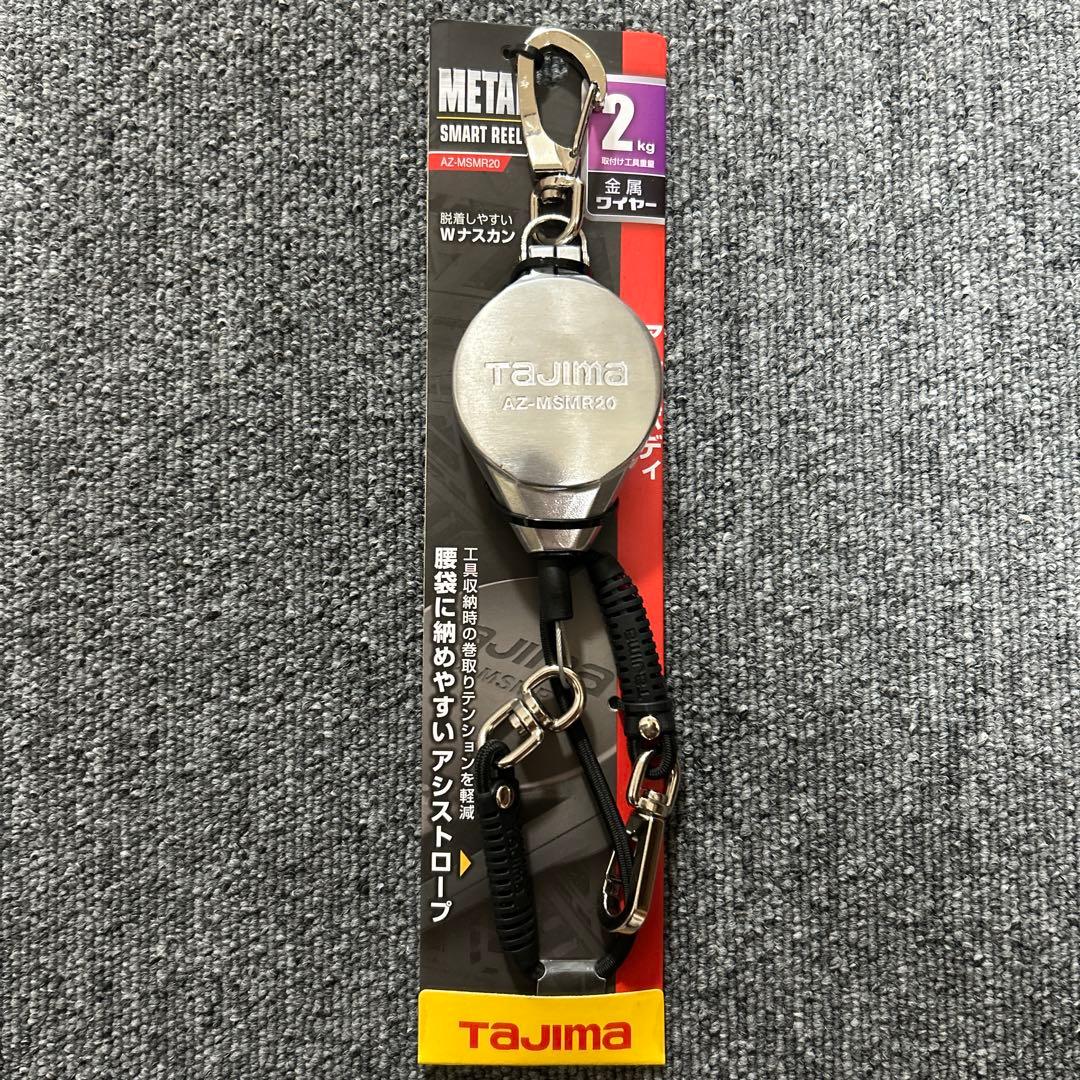 METAL
SMART REEL
AZ-MSMR20
2kg
取付け工具重量
金属
ワイヤー
脱着しやすい
Wナスカン
TaJIma
AZ-MSMR20
ディ
工具収納時の巻取りテンションを軽減
腰袋に納めやすいアシストロープ
TaJIma
TaJIma